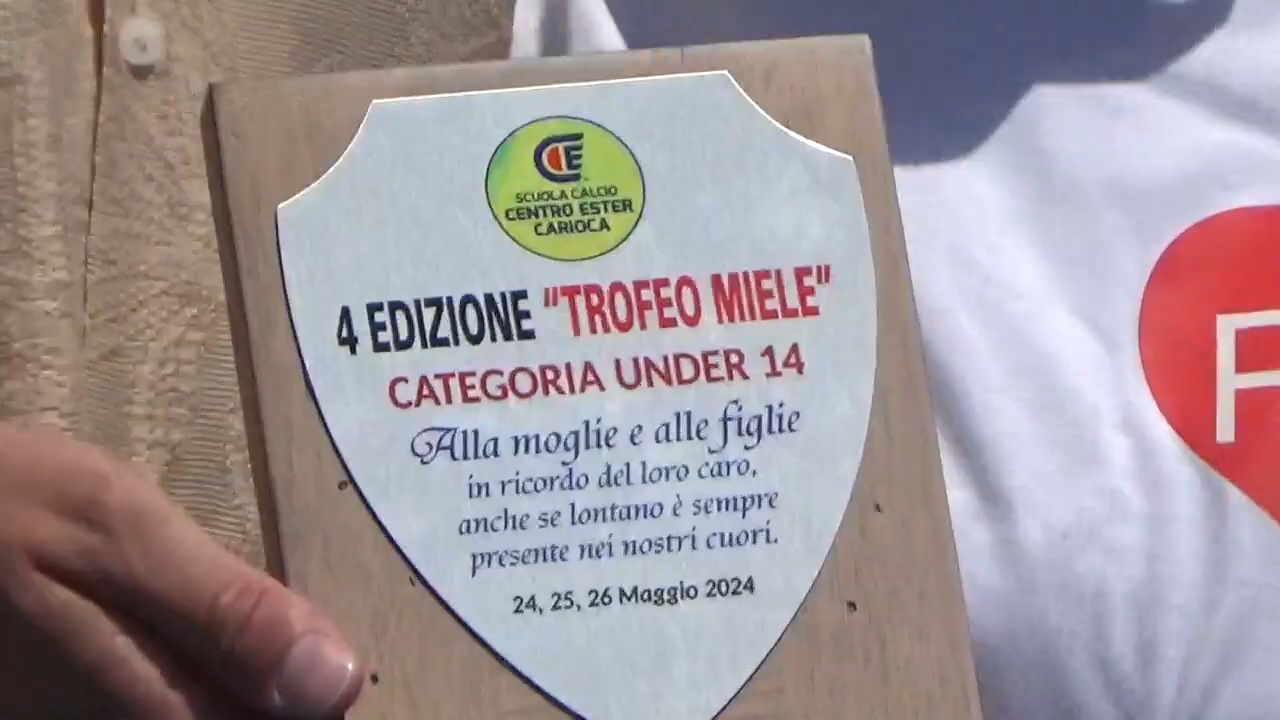 CE
SCUOLA CALCIO
CENTRO ESTER
CARIOCA
4 EDIZIONE "TROFEO MIELE"
CATEGORIA UNDER 14
Alla moglie e alle figlie
in ricordo del loro caro,
anche se lontano è sempre
presente nei nostri cuori.
24, 25, 26 Maggio 2024